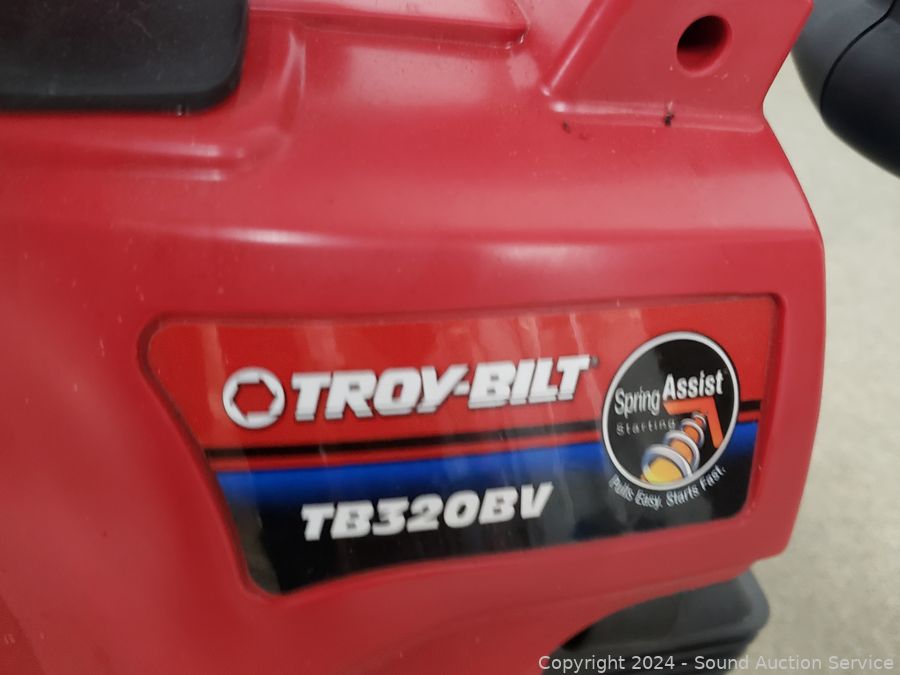 TROY-BILT
Spring Assist
Starting
Pulls Easy. Starts Fast.
TB320BV
Copyright 2024 - Sound Auction Service